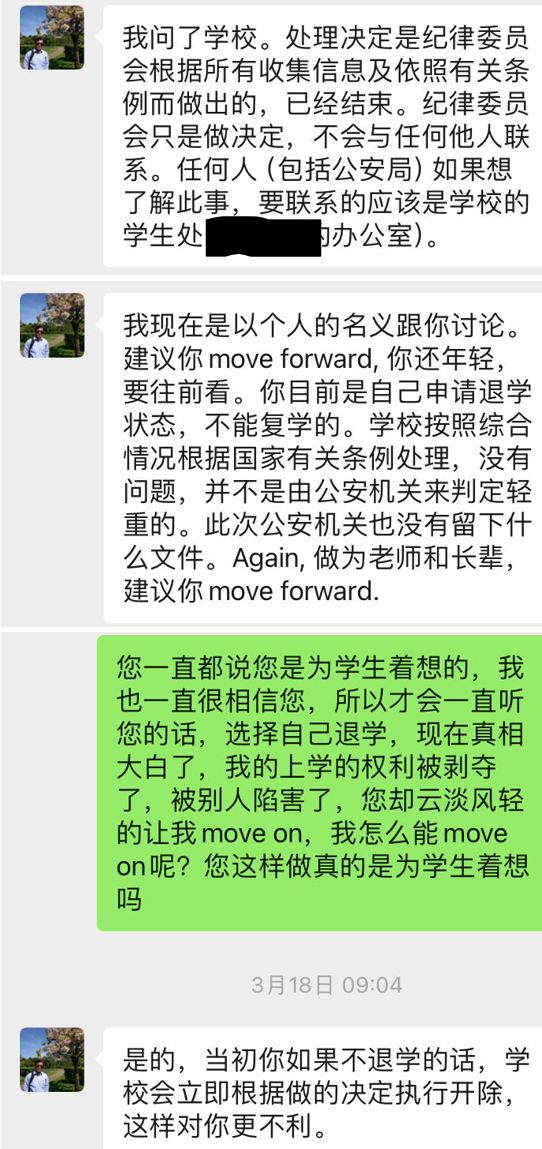 我问了学校。处理决定是纪律委员
会根据所有收集信息及依照有关条
例而做出的，已经结束。纪律委员
会只是做决定，不会与任何他人联
系。任何人（包括公安局）如果想
了解此事，要联系的应该是学校的
学生处 的办公室）。
我现在是以个人的名义跟你讨论。
建议你move forward, 你还年轻，
要往前看。你目前是自己申请退学
状态，不能复学的。学校按照综合
情况根据国家有关条例处理，没有
问题，并不是由公安机关来判定轻
重的。此次公安机关也没有留下什
么文件。Again, 做为老师和长辈，
建议你move forward.
您一直都说您是为学生着想的，我
也一直很相信您，所以才会一直听
您的话，选择自己退学，现在真相
大白了，我的上学的权利被剥夺
了，被别人陷害了，您却云淡风轻
的让我move on，我怎么能move
on呢？您这样做真的是为学生着想
吗
3月18日 09:04
是的，当初你如果不退学的话，学
校会立即根据做的决定执行开除，
这样对你更不利。